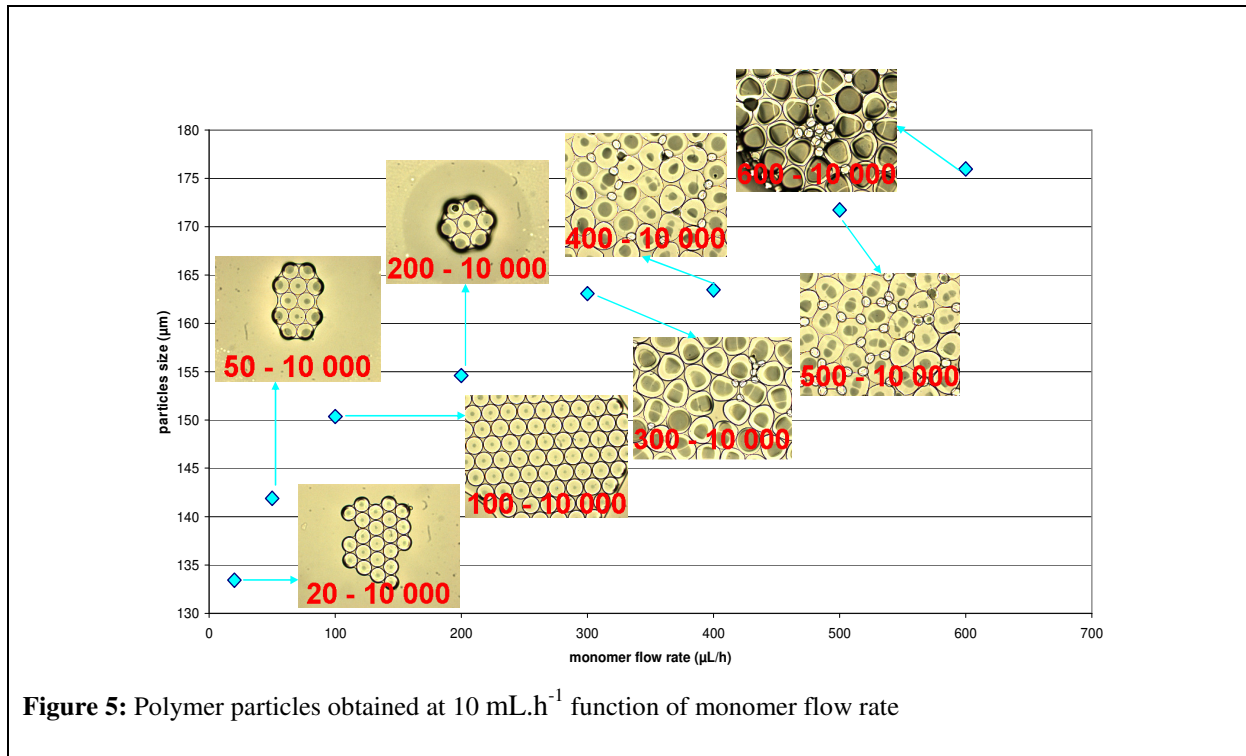 180
175
170
165
160
155
150
145
140
135
130
particles size (µm)
0 100 200 300 400 500 600 700
monomer flow rate (µL/h)
600 - 10 000
400 - 10 000
200 - 10 000
50 - 10 000
500 - 10 000
300 - 10 000
100 - 10 000
20 - 10 000
Figure 5: Polymer particles obtained at 10 mL.h⁻¹ function of monomer flow rate